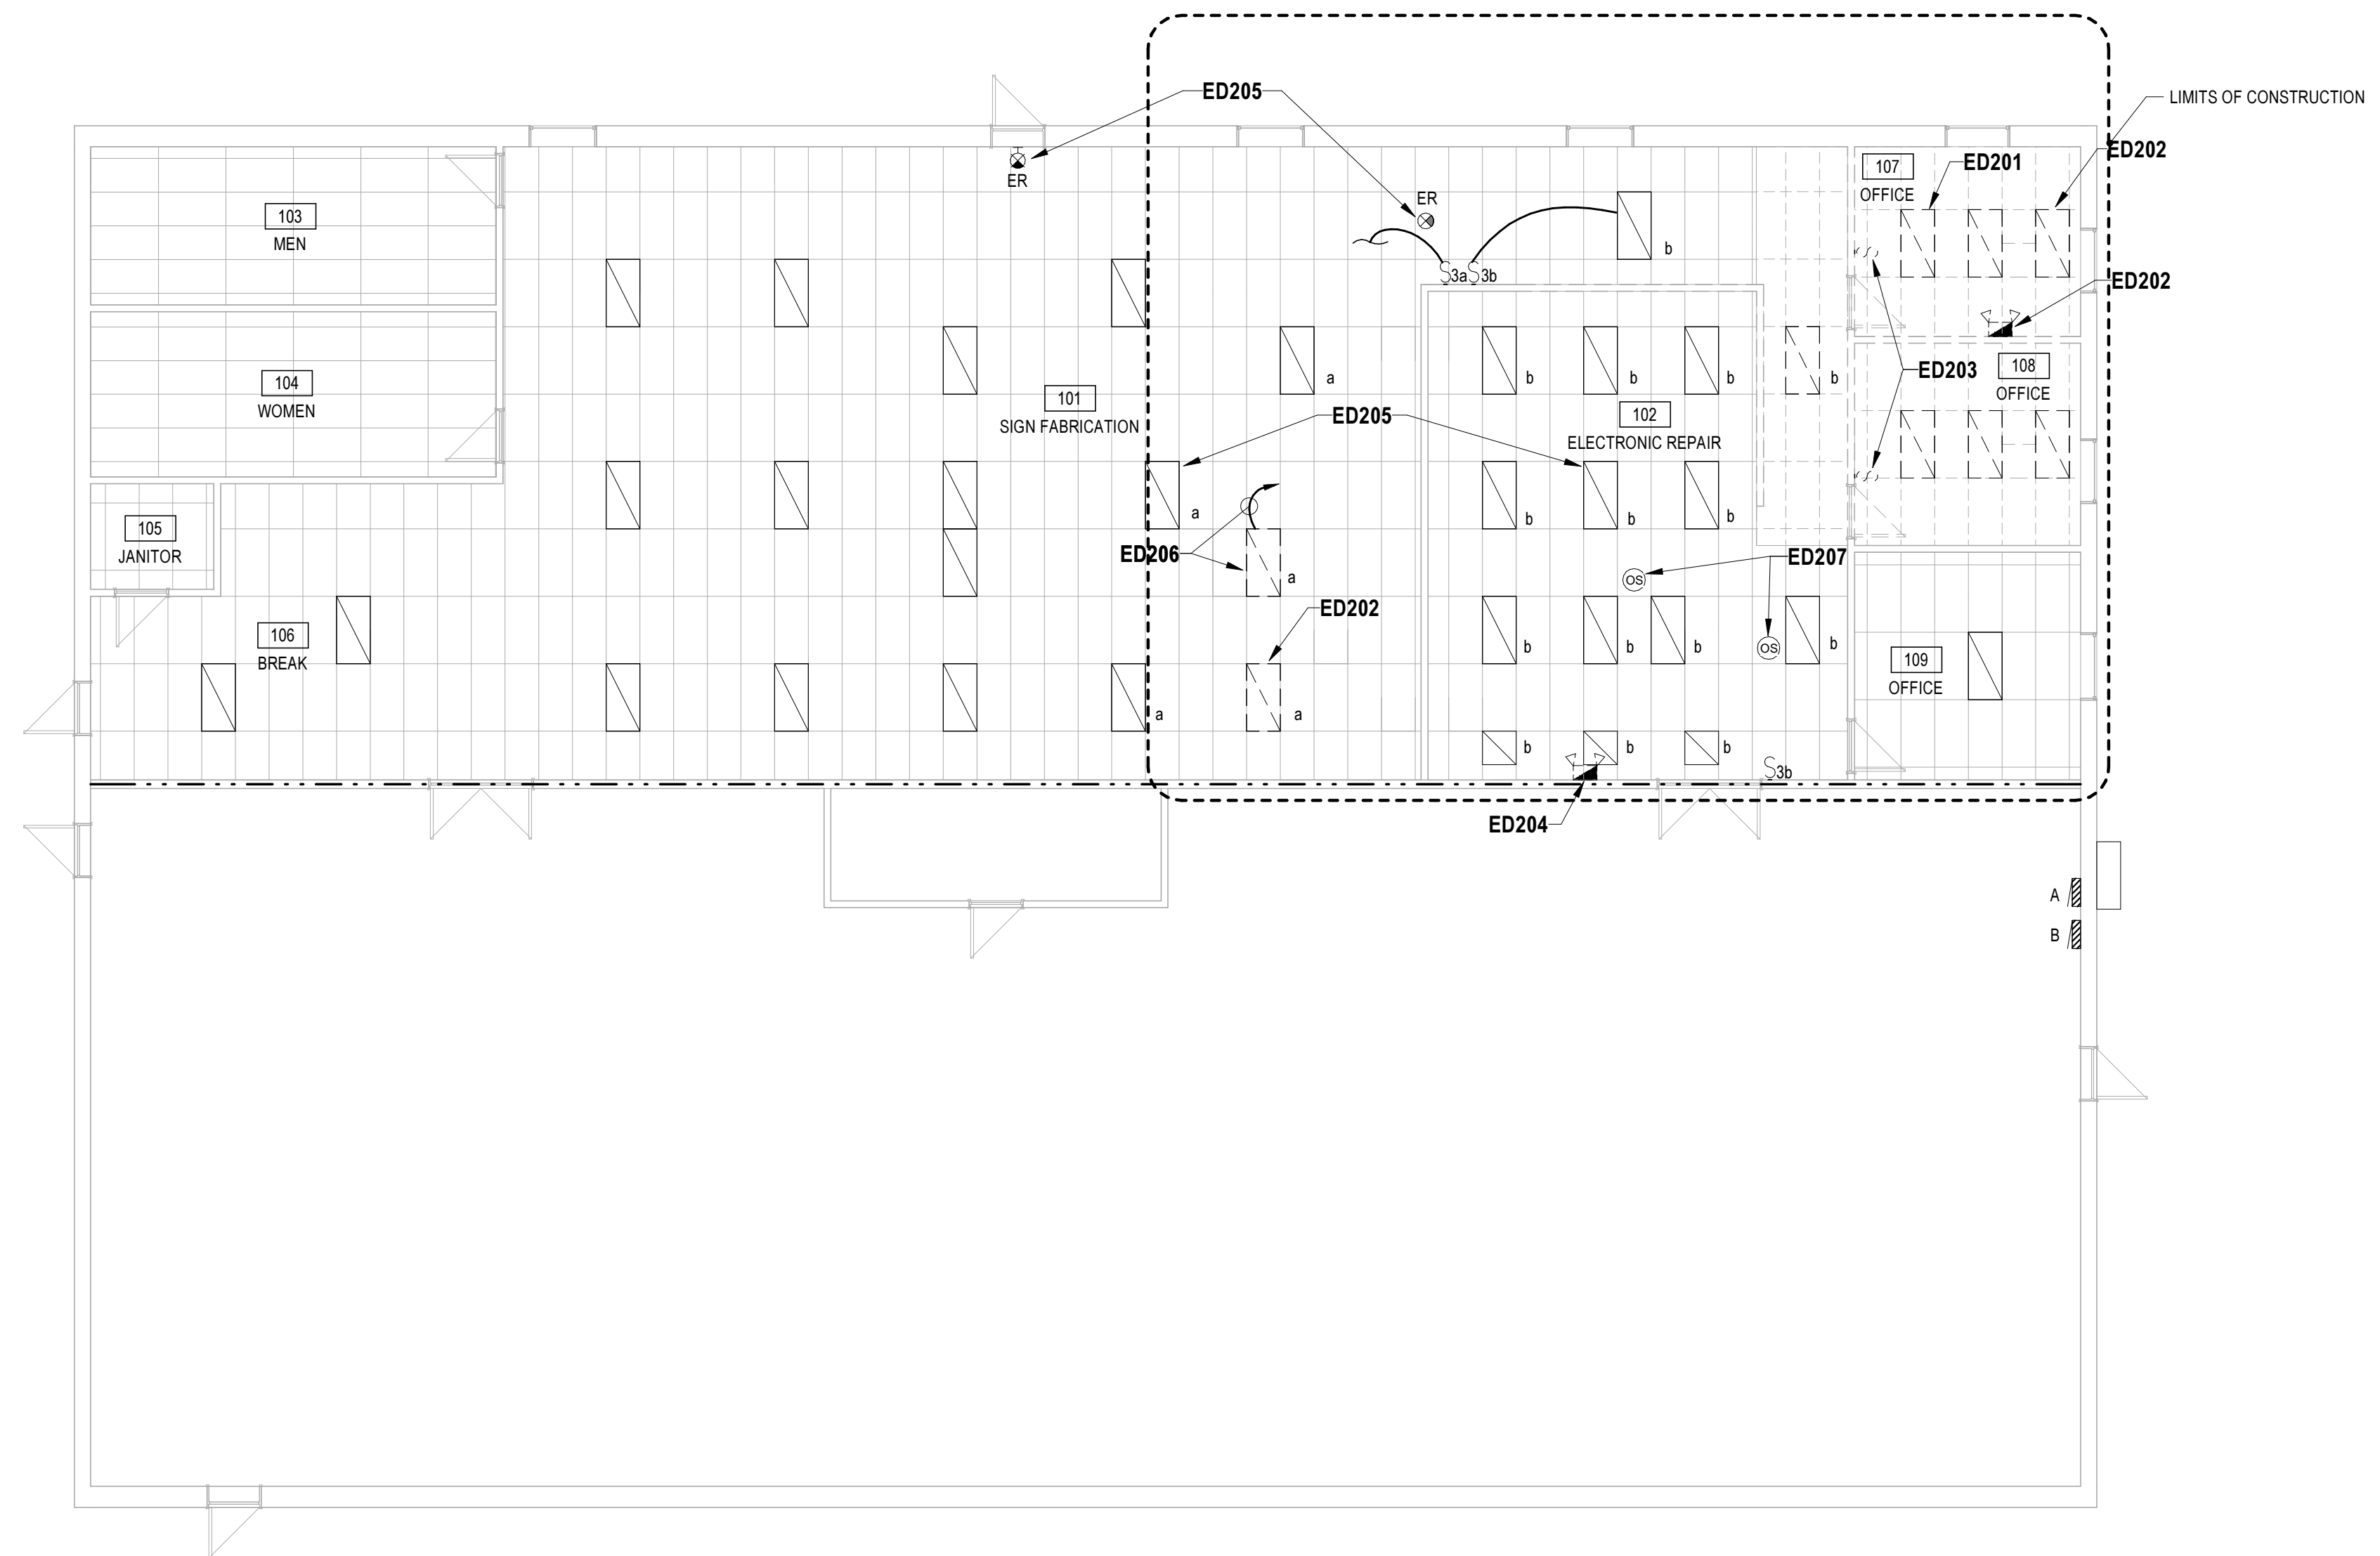 ED205
LIMITS OF CONSTRUCTION
ED202
107
OFFICE
ED201
ER
ER
103
MEN
b
S3a S3b
ED202
104
WOMEN
a
b
b
b
b
ED203
108
OFFICE
101
SIGN FABRICATION
ED205
102
ELECTRONIC REPAIR
a
b
b
b
105
JANITOR
ED206
a
ED207
OS
ED202
106
BREAK
b
b
b
b
OS
109
OFFICE
a
a
b
b
b
S3b
ED204
A
B